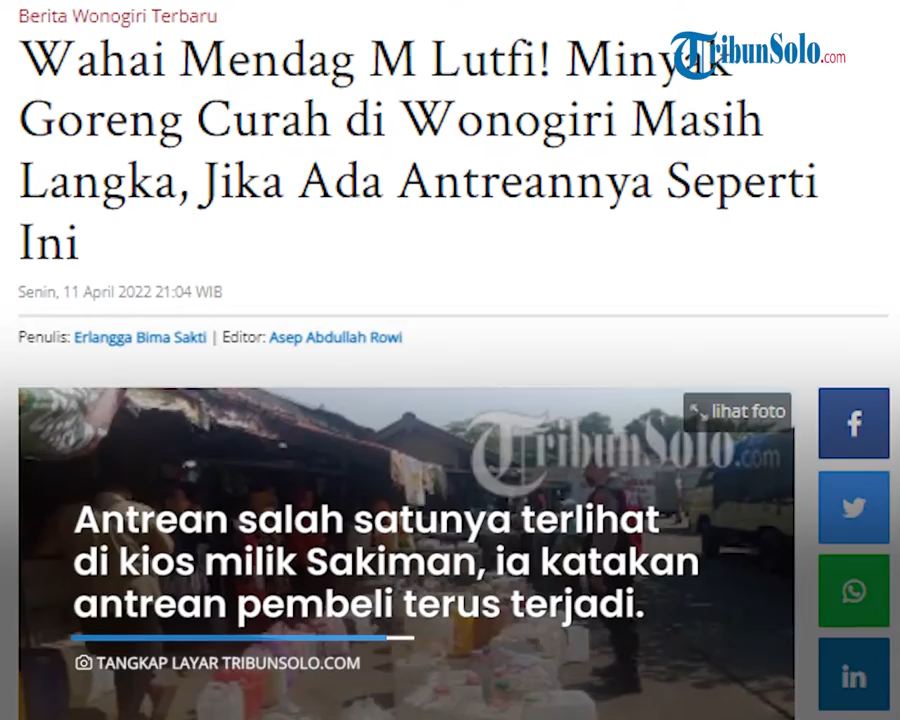 Berita Wonogiri Terbaru
TribunSolo.com
Wahai Mendag M Lutfi! Minyak
Goreng Curah di Wonogiri Masih
Langka, Jika Ada Antreannya Seperti
Ini
Senin, 11 April 2022 21:04 WIB
Penulis: Erlangga Bima Sakti | Editor: Asep Abdullah Rowi
lihat foto
TribunSolo.com
Antrean salah satunya terlihat
di kios milik Sakiman, ia katakan
antrean pembeli terus terjadi.
TANGKAP LAYAR TRIBUNSOLO.COM
f
in